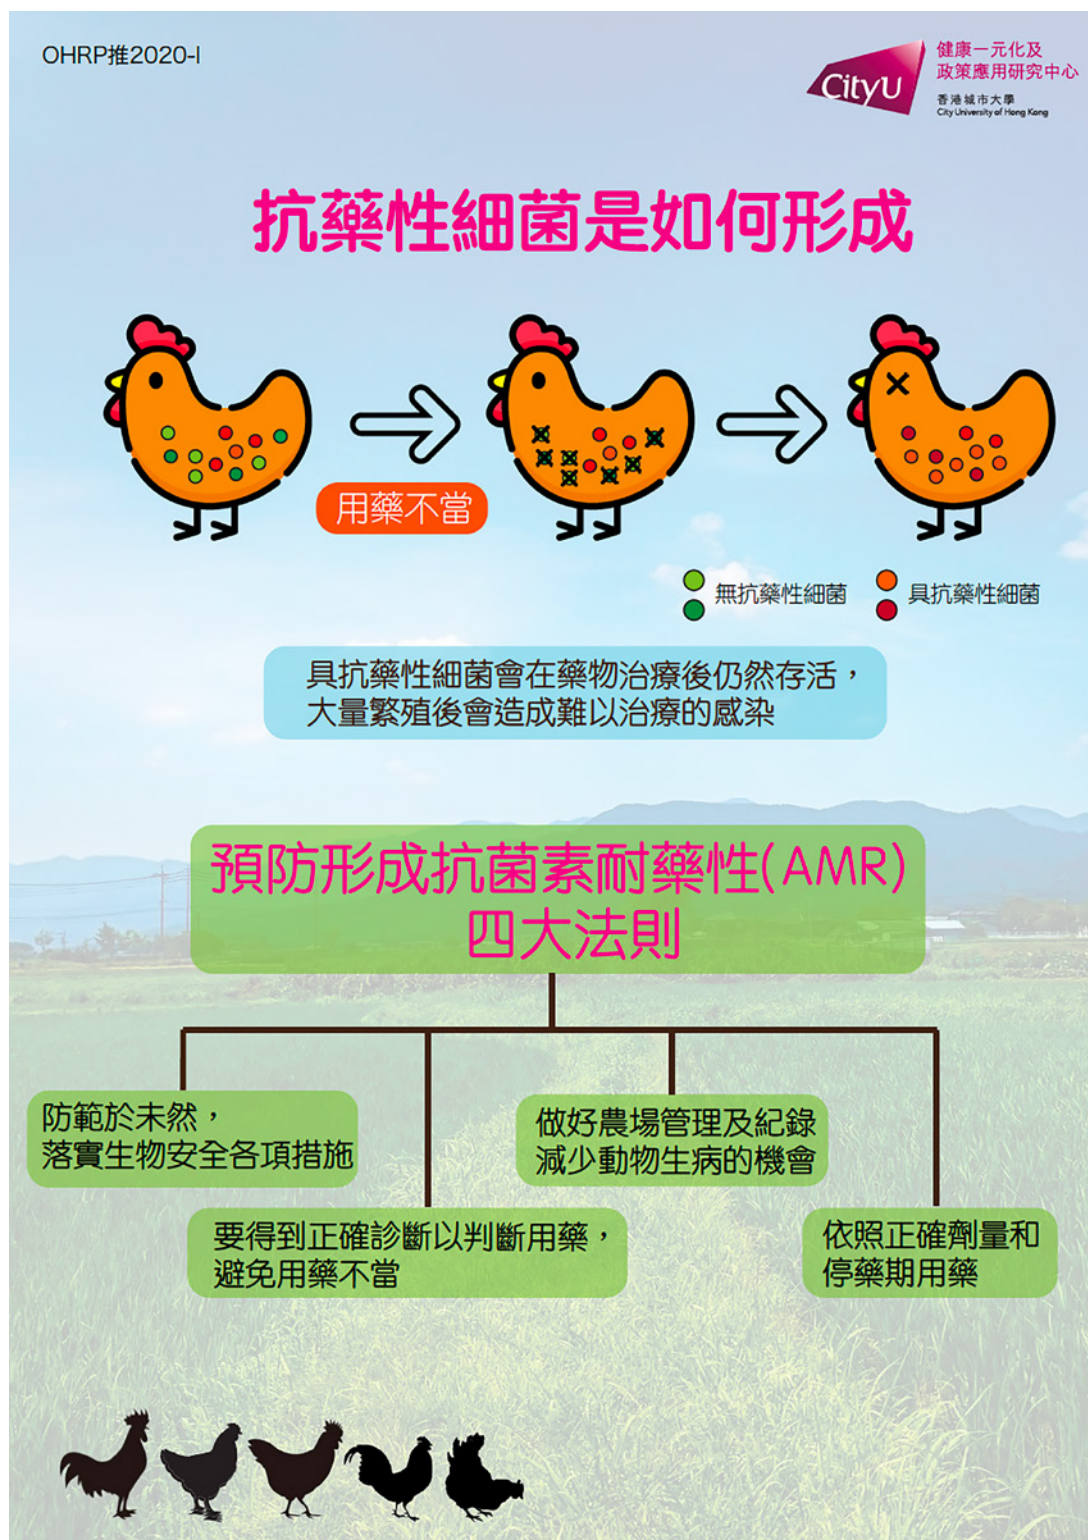 OHRP推2020-I
CityU
健康一元化及
政策應用研究中心
香港城市大學
City University of Hong Kong
抗藥性細菌是如何形成
用藥不當
無抗藥性細菌
具抗藥性細菌
具抗藥性細菌會在藥物治療後仍然存活，
大量繁殖後會造成難以治療的感染
預防形成抗菌素耐藥性(AMR)
四大法則
防範於未然，
落實生物安全各項措施
要得到正確診斷以判斷用藥，
避免用藥不當
做好農場管理及紀錄
減少動物生病的機會
依照正確劑量和
停藥期用藥